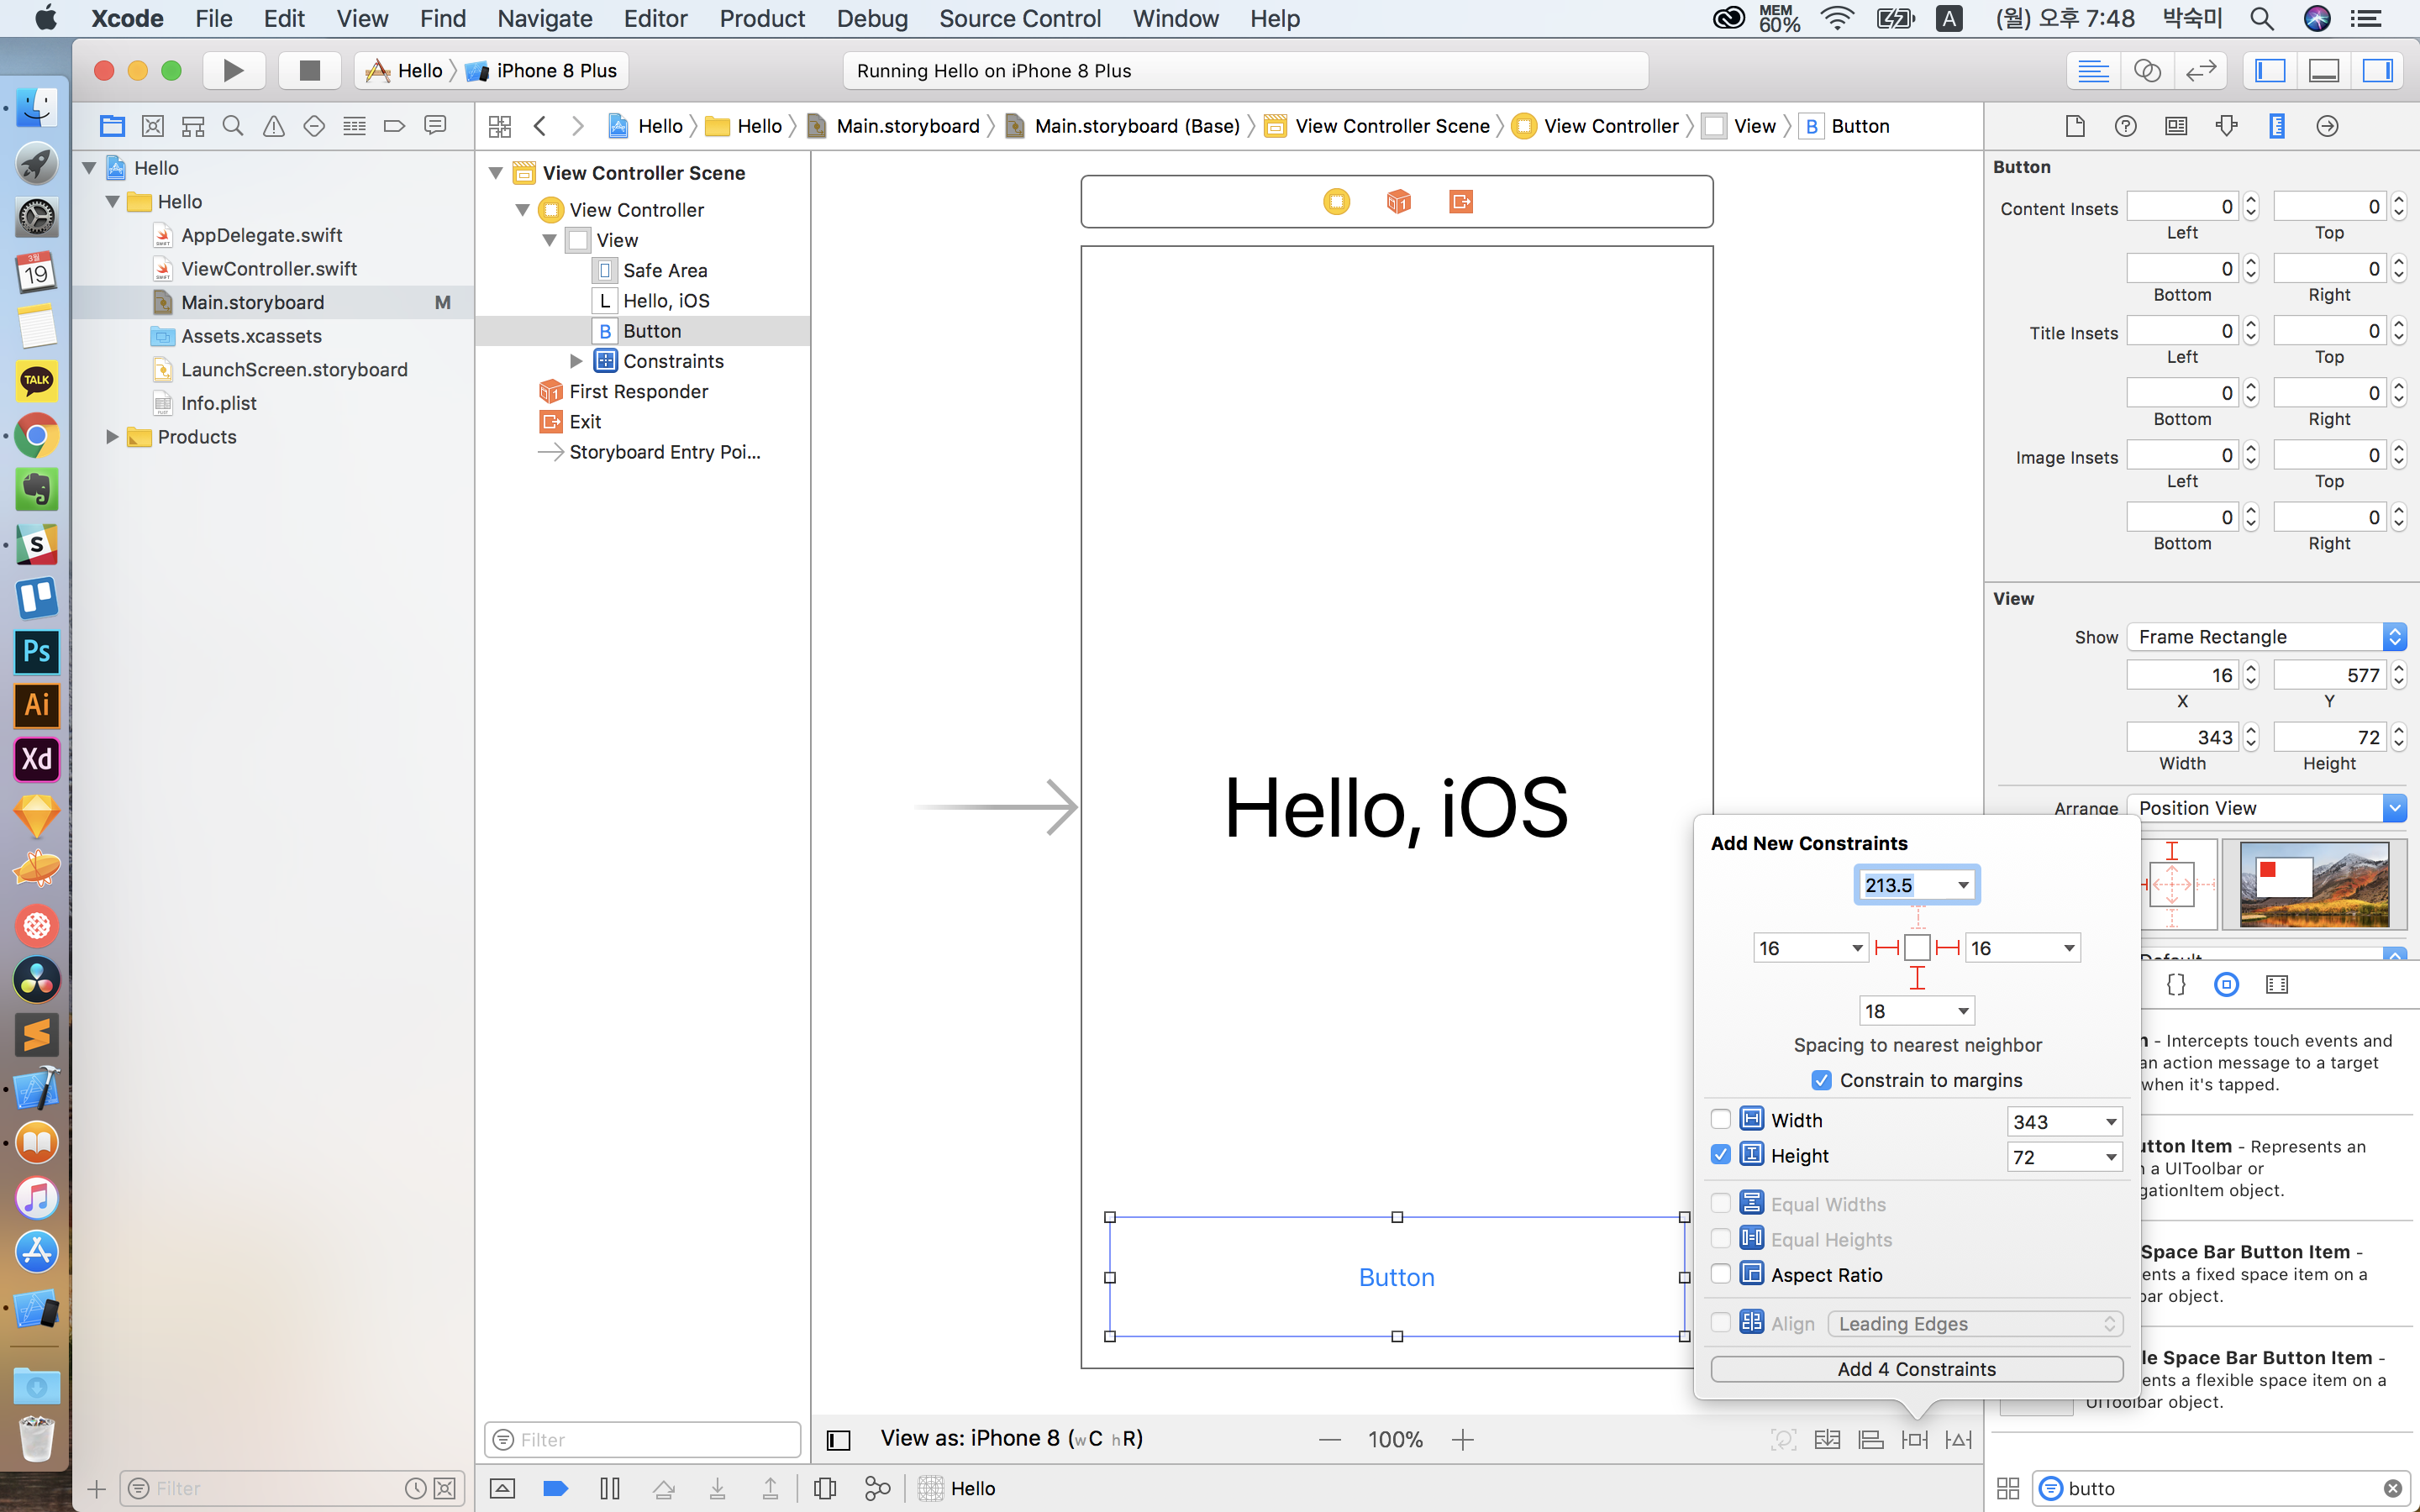 Xcode File Edit View Find Navigate Editor Product Debug Source Control Window Help MEM 60% A (월) 오후 7:48 박숙미
Hello iPhone 8 Plus Running Hello on iPhone 8 Plus
Hello Hello Main.storyboard Main.storyboard (Base) View Controller Scene View Controller View B Button
Hello
Hello
AppDelegate.swift
ViewController.swift
Main.storyboard M
Assets.xcassets
LaunchScreen.storyboard
Info.plist
Products
View Controller Scene
View Controller
View
Safe Area
L Hello, iOS
B Button
Constraints
First Responder
Exit
Storyboard Entry Poi...
3월
19
TALK
S
Ps
Ai
Xd
Hello, iOS
Button
Button
Content Insets 0 0
Left Top
0 0
Bottom Right
Title Insets 0 0
Left Top
0 0
Bottom Right
Image Insets 0 0
Left Top
0 0
Bottom Right
View
Show Frame Rectangle
16 577
X Y
343 72
Width Height
Arrange Position View
Default
Add New Constraints
213.5
16 16
18
Spacing to nearest neighbor
Constrain to margins
Width 343
Height 72
Equal Widths
Equal Heights
Aspect Ratio
Align Leading Edges
Add 4 Constraints
{}
n - Intercepts touch events and
an action message to a target
when it's tapped.
utton Item - Represents an
n a UIToolbar or
gationItem object.
Space Bar Button Item -
ents a fixed space item on a
bar object.
le Space Bar Button Item -
ents a flexible space item on a
UIToolbar object.
Filter
View as: iPhone 8 (wC hR) 100%
Filter
Hello
butto